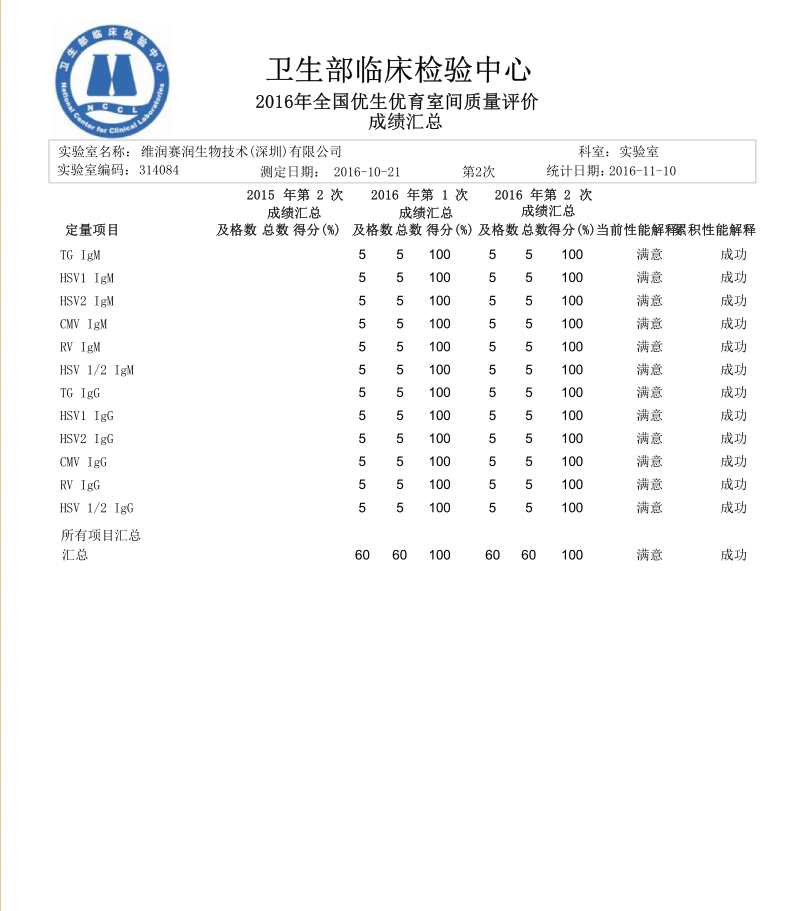 卫生部临床检验中心
National Center for Clinical Laboratories
NCCL
卫生部临床检验中心
2016年全国优生优育室间质量评价
成绩汇总
实验室名称: 维润赛润生物技术(深圳)有限公司 科室: 实验室
实验室编码: 314084 测定日期: 2016-10-21 第2次 统计日期: 2016-11-10
2015 年第 2 次 2016 年第 1 次 2016 年第 2 次
成绩汇总 成绩汇总 成绩汇总
定量项目 及格数 总数 得分(%) 及格数 总数 得分(%) 及格数 总数 得分(%) 当前性能解释 累积性能解释
TG IgM 5 5 100 5 5 100 满意 成功
HSV1 IgM 5 5 100 5 5 100 满意 成功
HSV2 IgM 5 5 100 5 5 100 满意 成功
CMV IgM 5 5 100 5 5 100 满意 成功
RV IgM 5 5 100 5 5 100 满意 成功
HSV 1/2 IgM 5 5 100 5 5 100 满意 成功
TG IgG 5 5 100 5 5 100 满意 成功
HSV1 IgG 5 5 100 5 5 100 满意 成功
HSV2 IgG 5 5 100 5 5 100 满意 成功
CMV IgG 5 5 100 5 5 100 满意 成功
RV IgG 5 5 100 5 5 100 满意 成功
HSV 1/2 IgG 5 5 100 5 5 100 满意 成功
所有项目汇总
汇总 60 60 100 60 60 100 满意 成功